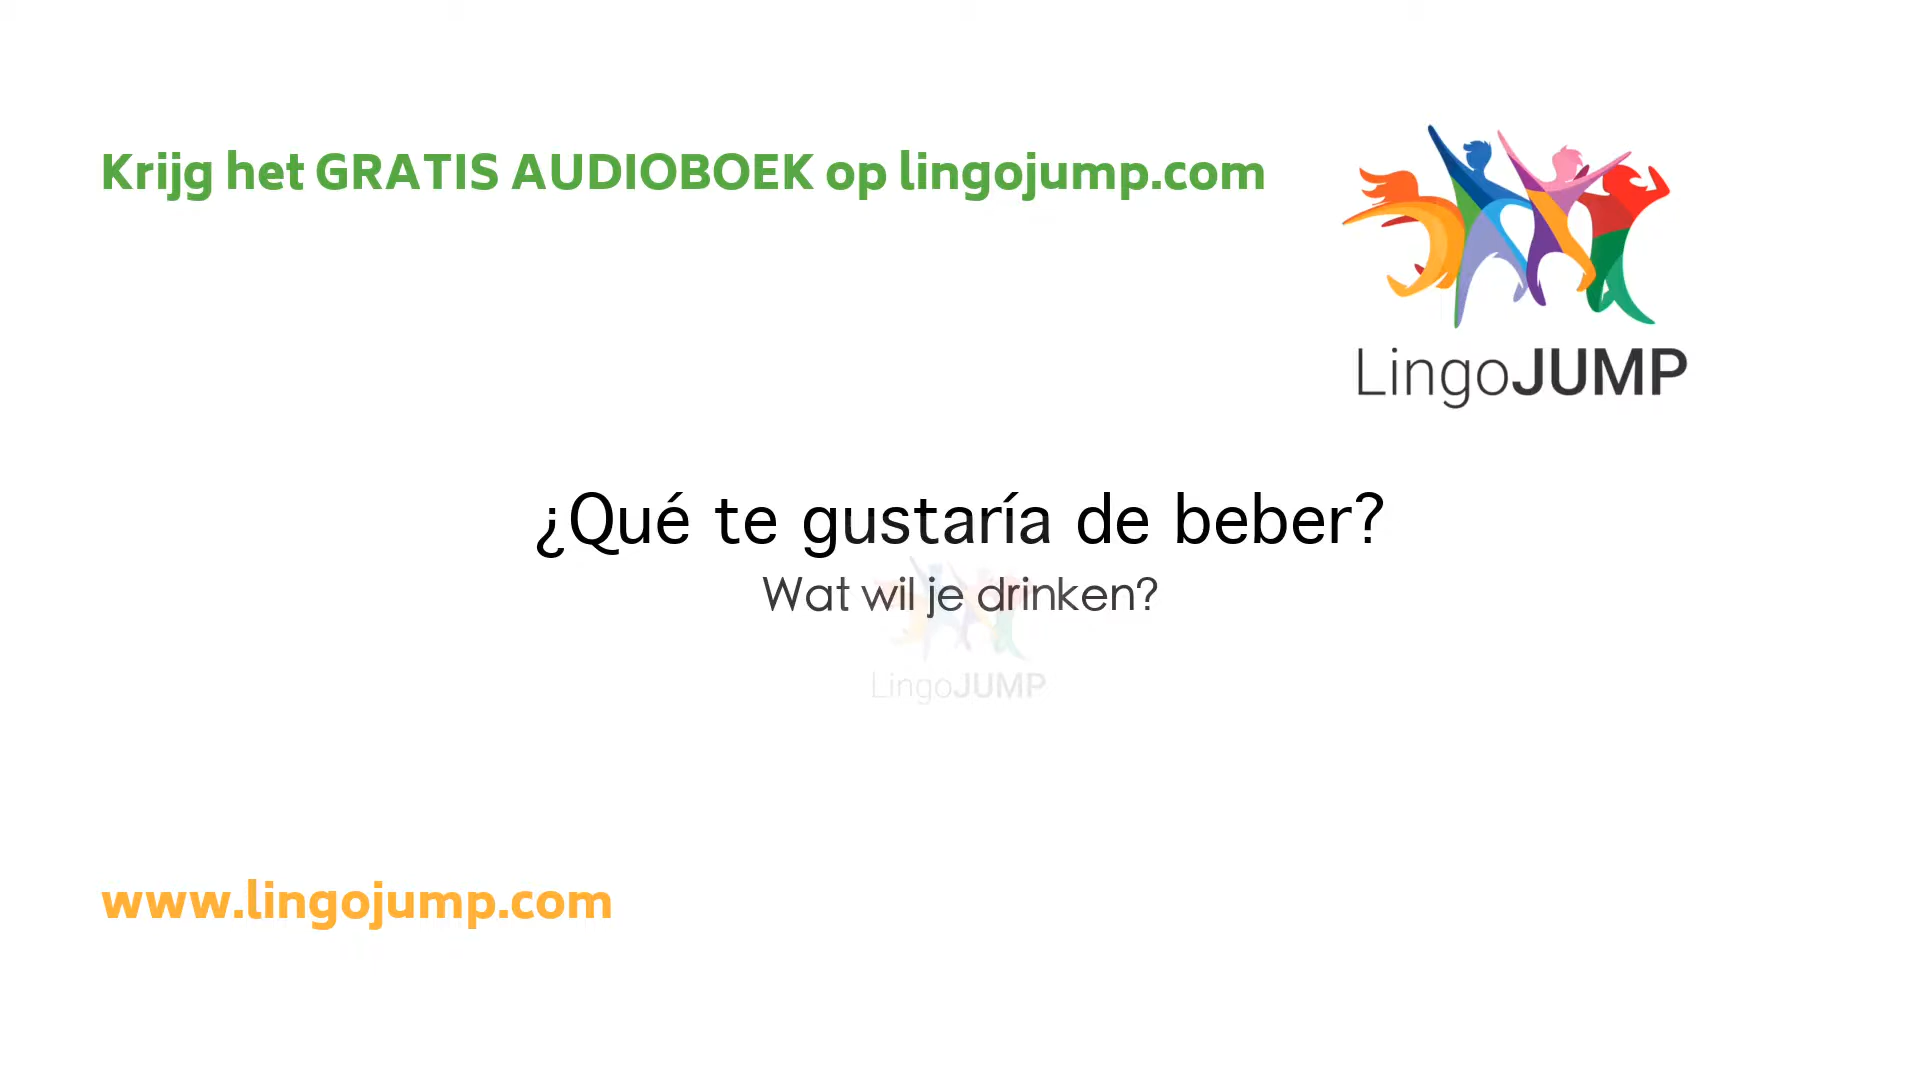 Krijg het GRATIS AUDIOBOEK op lingojump.com
LingoJUMP
¿Qué te gustaría de beber?
Wat wil je drinken?
LingoJUMP
www.lingojump.com